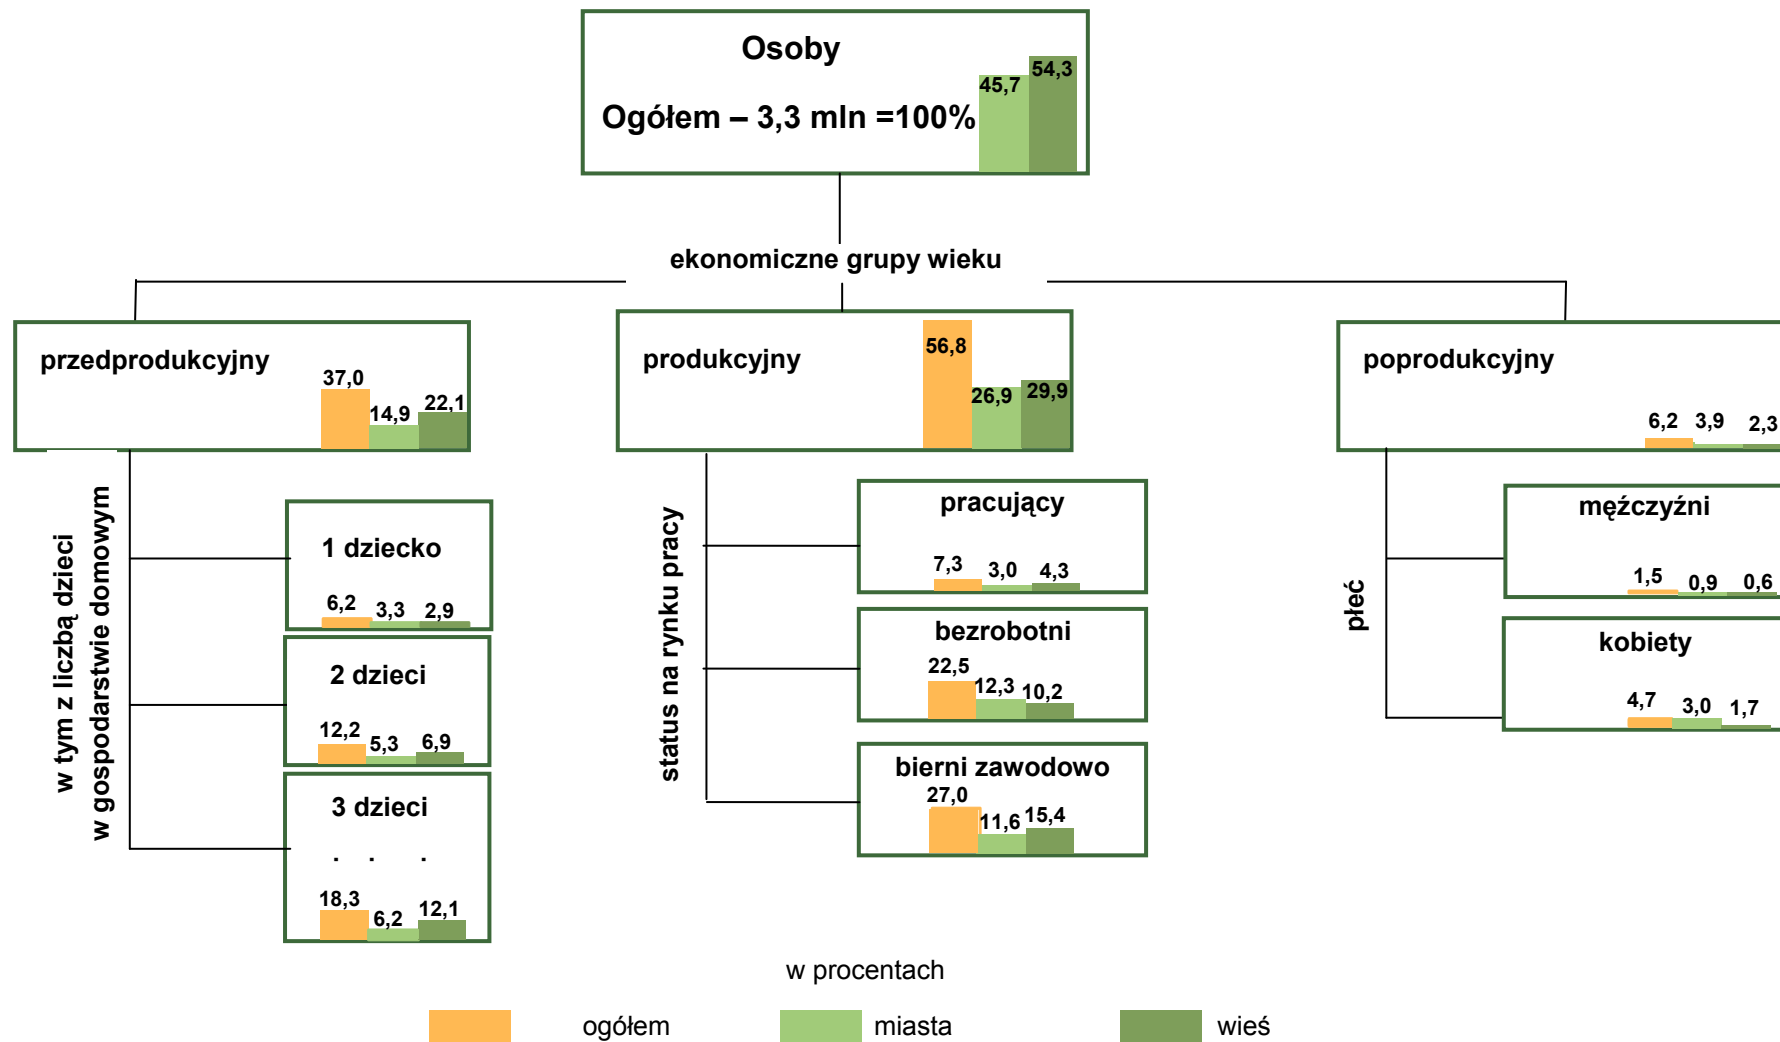 Osoby
Ogółem – 3,3 mln =100%
45,7
54,3
ekonomiczne grupy wieku
przedprodukcyjny
37,0
14,9
22,1
produkcyjny
56,8
26,9
29,9
poprodukcyjny
6,2
3,9
2,3
w tym z liczbą dzieci
w gospodarstwie domowym
1 dziecko
6,2
3,3
2,9
2 dzieci
12,2
5,3
6,9
3 dzieci
. . .
18,3
6,2
12,1
status na rynku pracy
pracujący
7,3
3,0
4,3
bezrobotni
22,5
12,3
10,2
bierni zawodowo
27,0
11,6
15,4
płeć
mężczyźni
1,5
0,9
0,6
kobiety
4,7
3,0
1,7
w procentach
ogółem
miasta
wieś